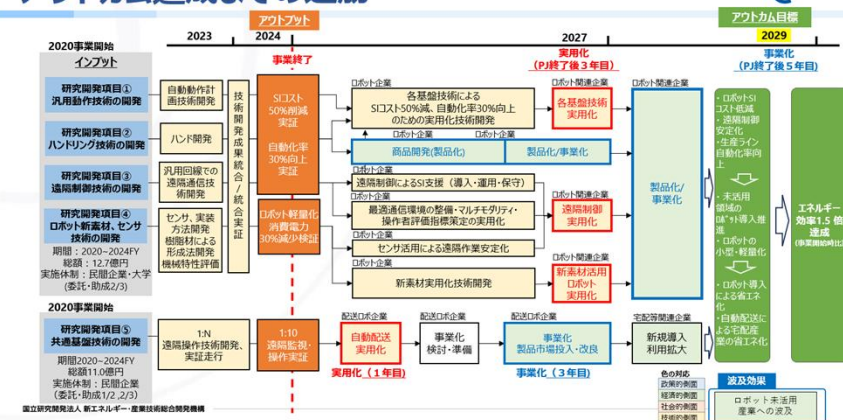 アウトプット
アウトカム目標
2023
2024
2027
2029
2020事業開始
インプット
事業終了
実用化
(PJ終了後3年目)
事業化
(PJ終了後5年目)
研究開発項目①
汎用動作技術の開発
自動動作計
画技術開発
技術開発成果統合/統合実証
SIコスト
50%削減
実証
自動化率
30%向上
実証
ロボット企業
各基盤技術による
SIコスト50%減、自動化率30%向上
のための実用化技術開発
ロボット関連企業
各基盤技術
実用化
ロボット関連企業
製品化/
事業化
研究開発項目②
ハンドリング技術の開発
ハンド開発
ロボット企業
ロボット企業
商品開発(製品化)
製品化/事業化
研究開発項目③
遠隔制御技術の開発
汎用回線での
遠隔通信技
術開発
ロボット企業
遠隔制御によるSI支援(導入・運用・保守)
ロボット企業
最適通信環境の整備・マルチモダリティ・
操作者評価指標策定の実用化
ロボット関連企業
遠隔制御
実用化
ロボット企業
センサ活用による遠隔作業安定化
研究開発項目④
ロボット新素材、センサ
技術の開発
期間:2020~2024FY
総額:12.7億円
実施体制:民間企業・大学
(委託・助成2/3)
センサ、実装
方法開発
樹脂材による
形成法開発
機械特性評価
ロボット軽量化
消費電力
30%減少検証
ロボット企業
新素材実用化技術開発
ロボット関連企業
新素材活用
ロボット
実用化
・ロボットSI
コスト低減
・遠隔制御
安定化
・生産ライン
自動化率向
上
・未活用
領域の
ロボット導入推
進
・ロボットの
小型・軽量化
・ロボット導入
による省エネ
化
・自動配送に
よる宅配産
業の省エネ化
エネルギー
効率1.5倍
達成
(事業開始時比)
2020事業開始
研究開発項目⑤
共通基盤技術の開発
期間2020~2024FY
総額11.0億円
実施体制:民間企業
(委託・助成1/2 ,2/3)
1:N
遠隔操作技術開発、
実証走行
1:10
遠隔監視・
操作実証
配送ロボ企業
自動配送
実用化
実用化(1年目)
配送ロボ企業
事業化
検討・準備
配送ロボ企業
事業化
製品市場投入・改良
事業化(3年目)
宅配等関連企業
新規導入
利用拡大
色の対応
政策的側面
経済的側面
社会的側面
技術的側面
波及効果
ロボット未活用
産業への波及
国立研究開発法人 新エネルギー・産業技術総合開発機構